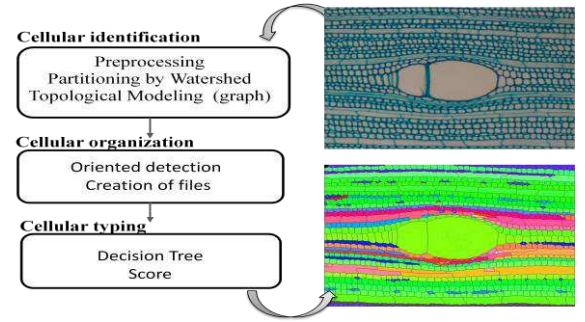 Cellular identification
Preprocessing
Partitioning by Watershed
Topological Modeling (graph)
Cellular organization
Oriented detection
Creation of files
Cellular typing
Decision Tree
Score